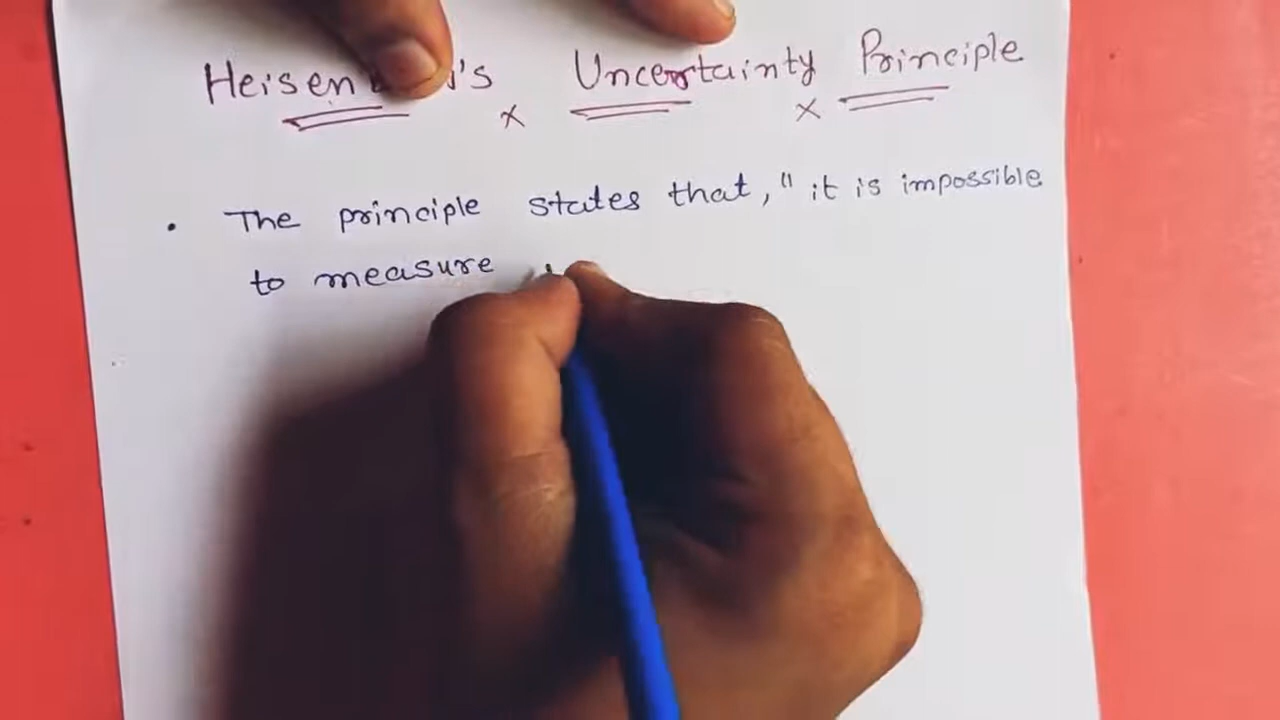 Uncertainty Principle
• The principle states that, " it is impossible
to measure